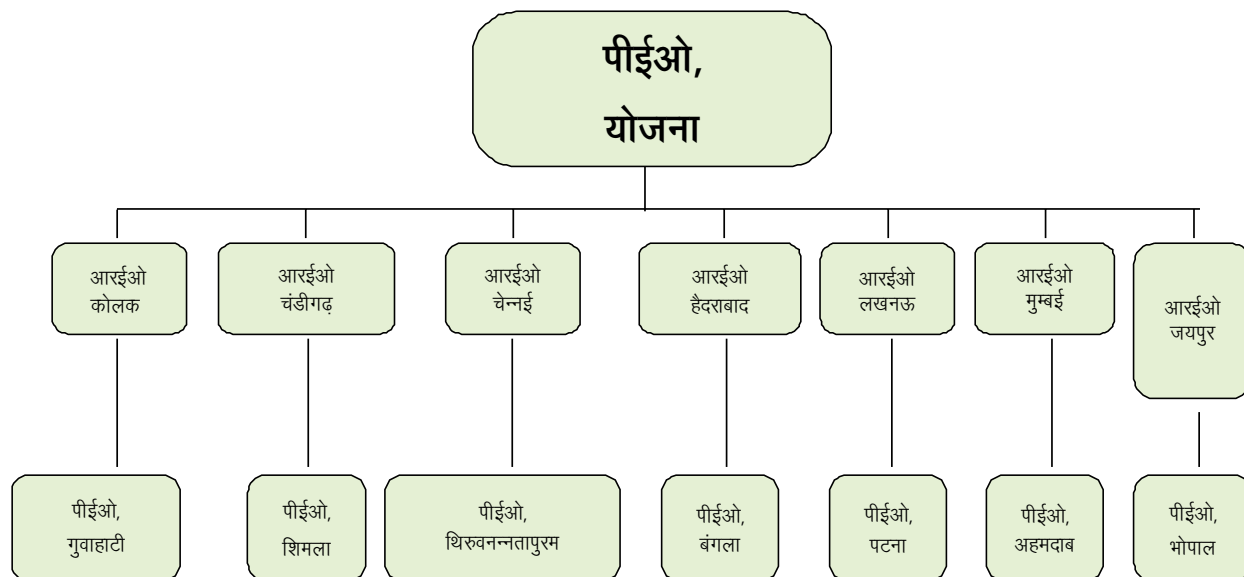 पीईओ,
योजना
आरईओ
कोलक
आरईओ
चंडीगढ़
आरईओ
चेन्नई
आरईओ
हैदराबाद
आरईओ
लखनऊ
आरईओ
मुम्बई
आरईओ
जयपुर
पीईओ,
गुवाहाटी
पीईओ,
शिमला
पीईओ,
थिरुवनन्नतापुरम
पीईओ,
बंगला
पीईओ,
पटना
पीईओ,
अहमदाब
पीईओ,
भोपाल